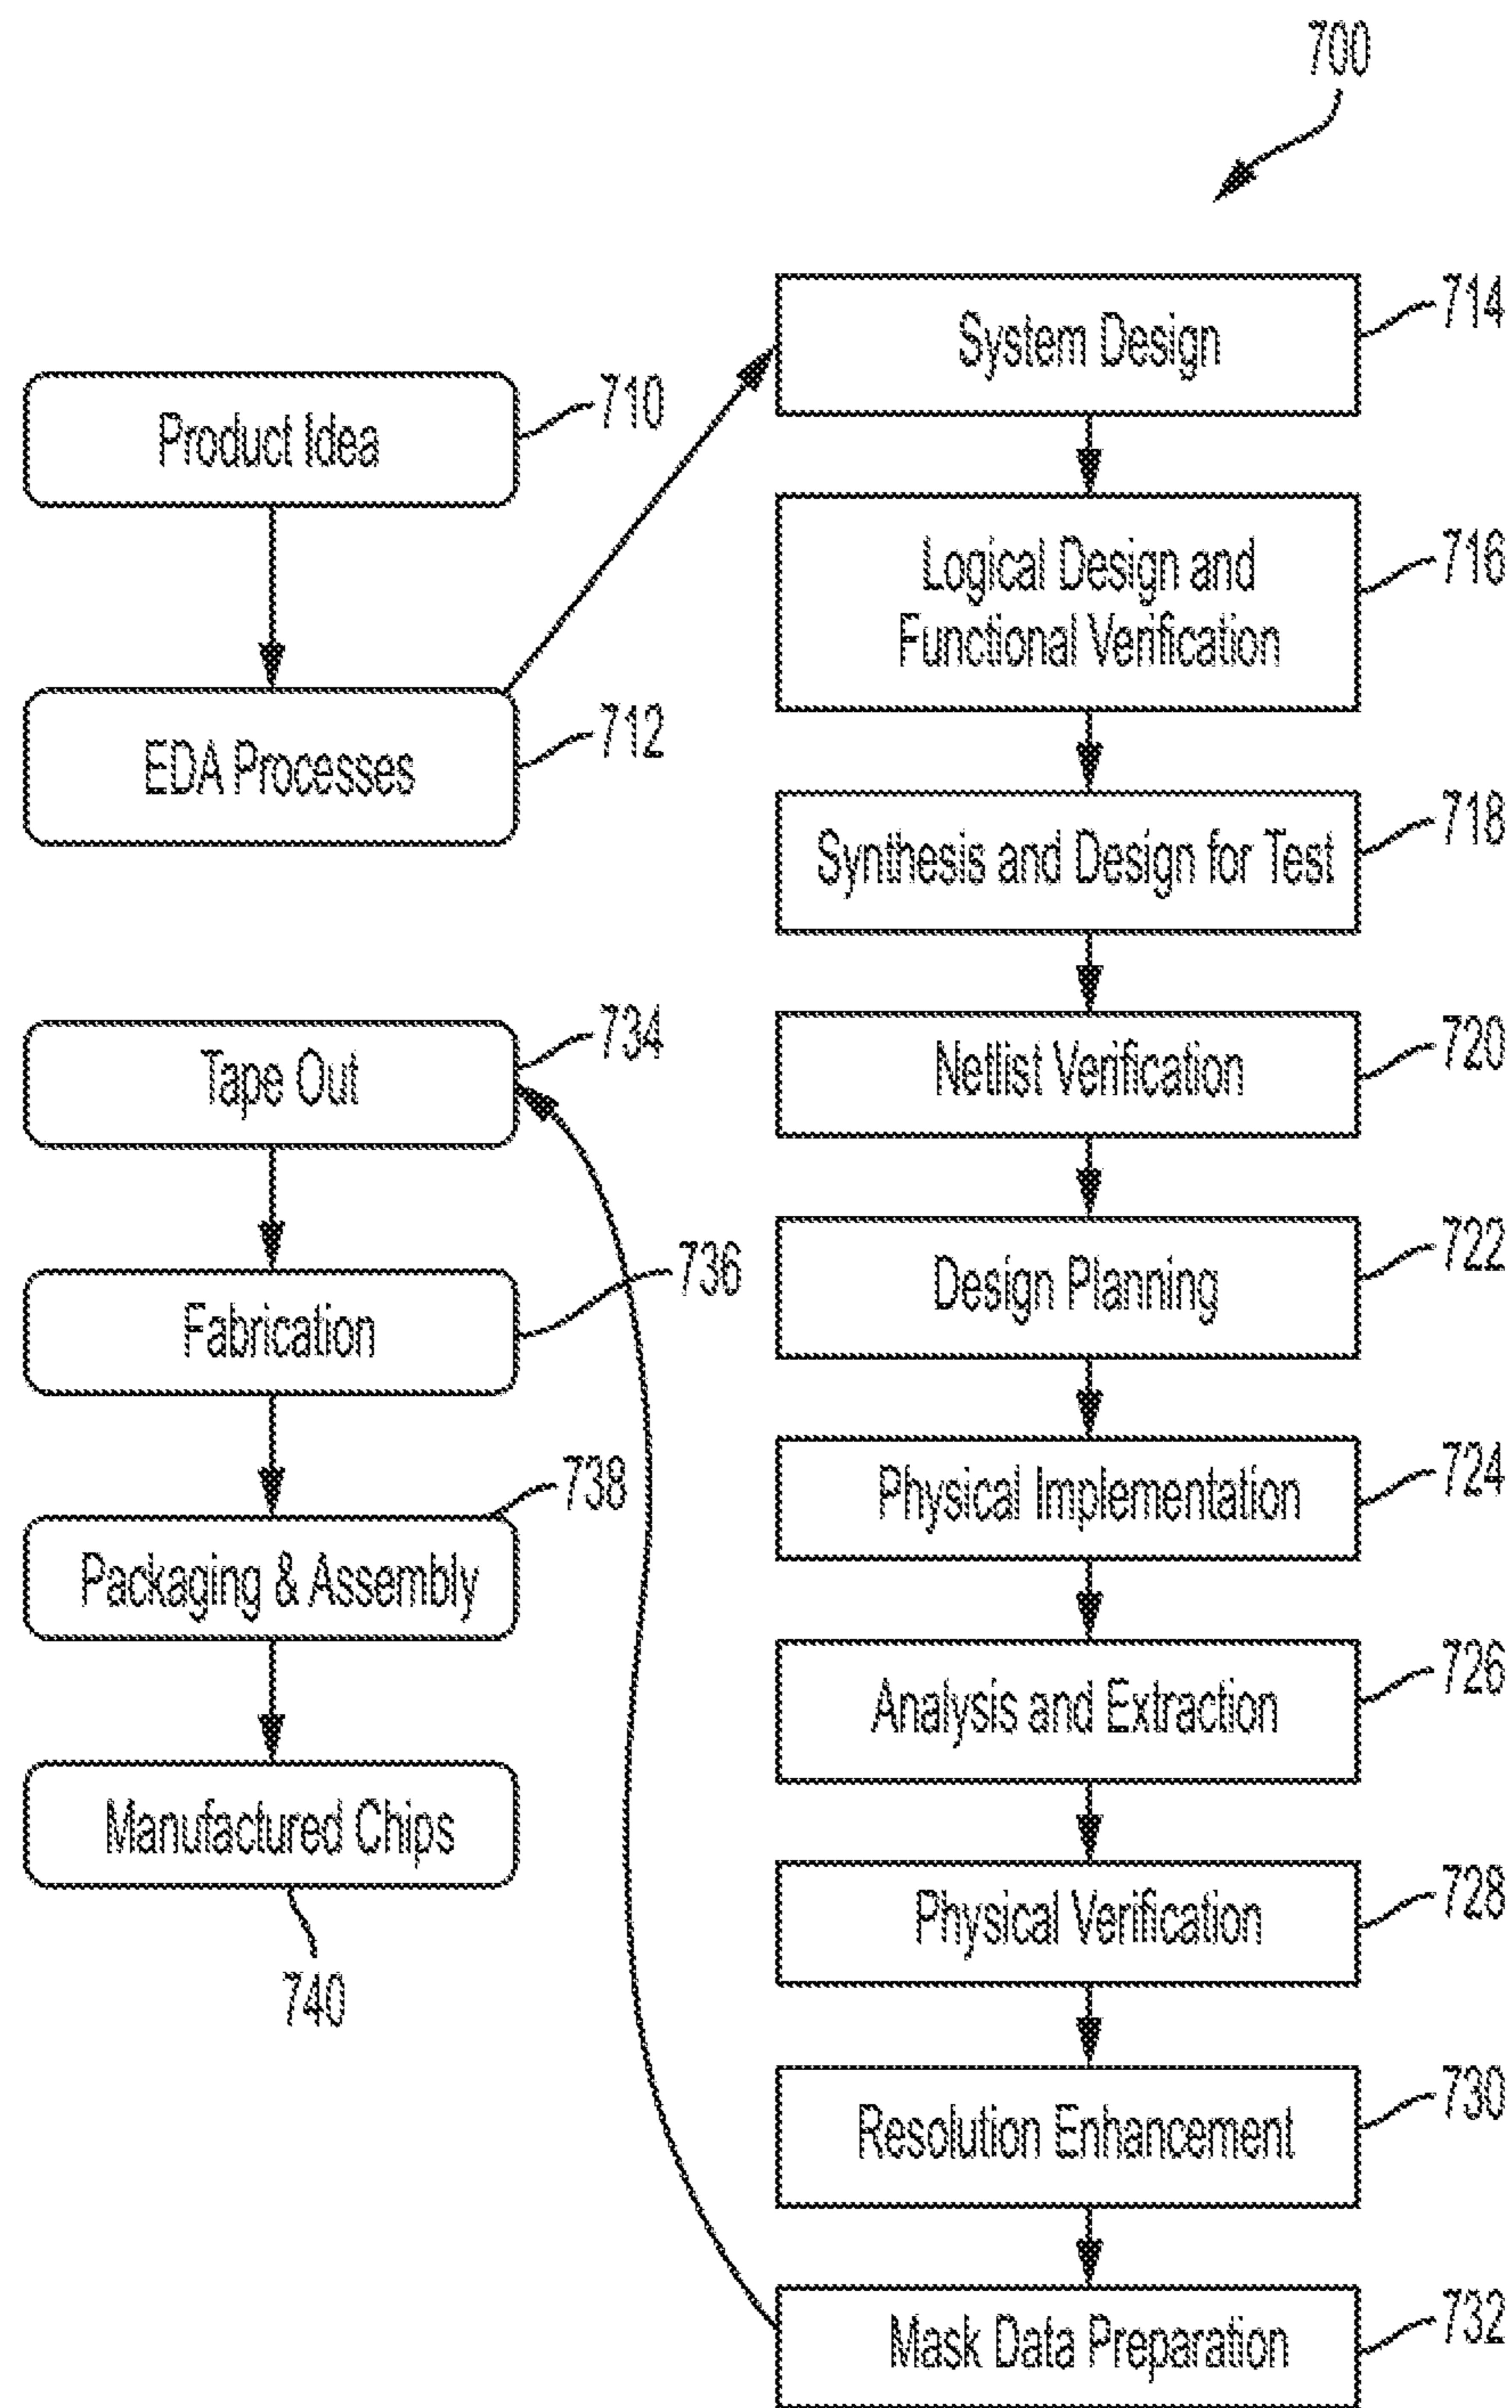 700
Product Idea
710
EDA Processes
712
System Design
714
Logical Design and
Functional Verification
716
Synthesis and Design for Test
718
Netlist Verification
720
Design Planning
722
Physical Implementation
724
Analysis and Extraction
726
Physical Verification
728
Resolution Enhancement
730
Mask Data Preparation
732
Tape Out
734
Fabrication
736
Packaging & Assembly
738
Manufactured Chips
740